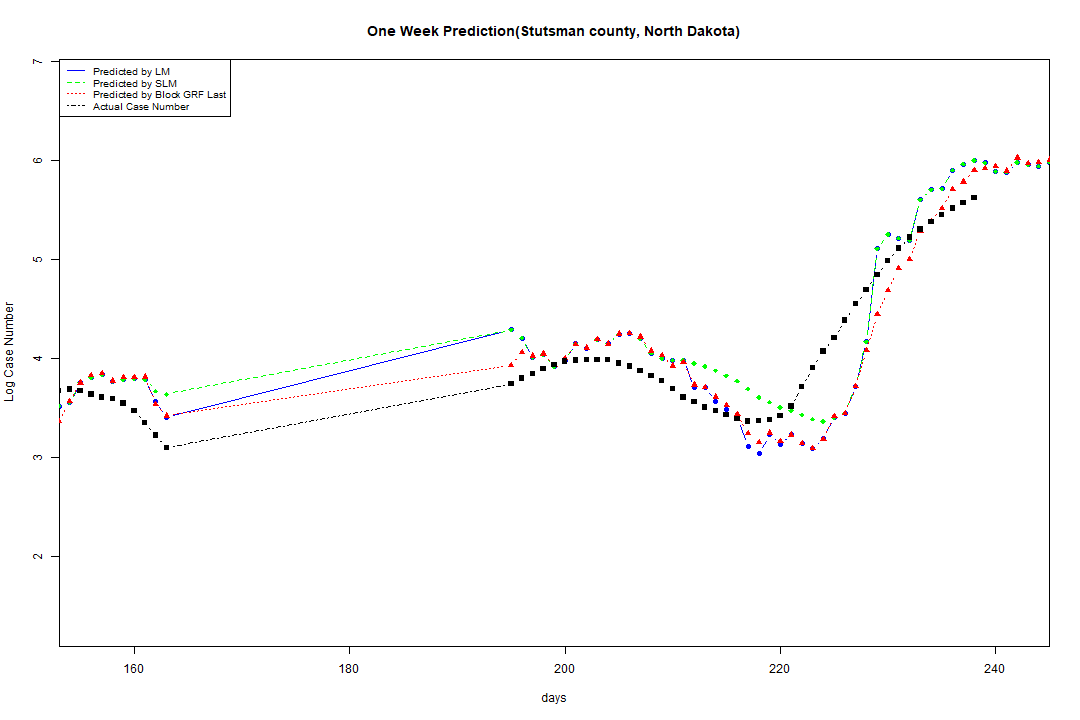 One Week Prediction(Stutsman county, North Dakota)
Predicted by LM
Predicted by SLM
Predicted by Block GRF Last
Actual Case Number
7
6
5
4
3
2
Log Case Number
160 180 200 220 240
days